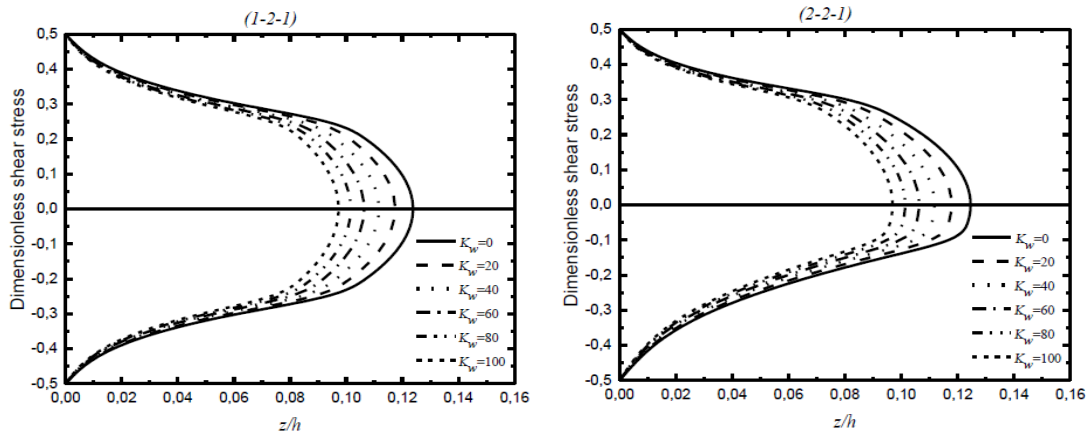 (1-2-1)
Dimensionless shear stress
0,5
0,4
0,3
0,2
0,1
0,0
-0,1
-0,2
-0,3
-0,4
-0,5
K_w=0
K_w=20
K_w=40
K_w=60
K_w=80
K_w=100
0,00 0,02 0,04 0,06 0,08 0,10 0,12 0,14 0,16
z/h
(2-2-1)
Dimensionless shear stress
0,5
0,4
0,3
0,2
0,1
0,0
-0,1
-0,2
-0,3
-0,4
-0,5
K_w=0
K_w=20
K_w=40
K_w=60
K_w=80
K_w=100
0,00 0,02 0,04 0,06 0,08 0,10 0,12 0,14 0,16
z/h